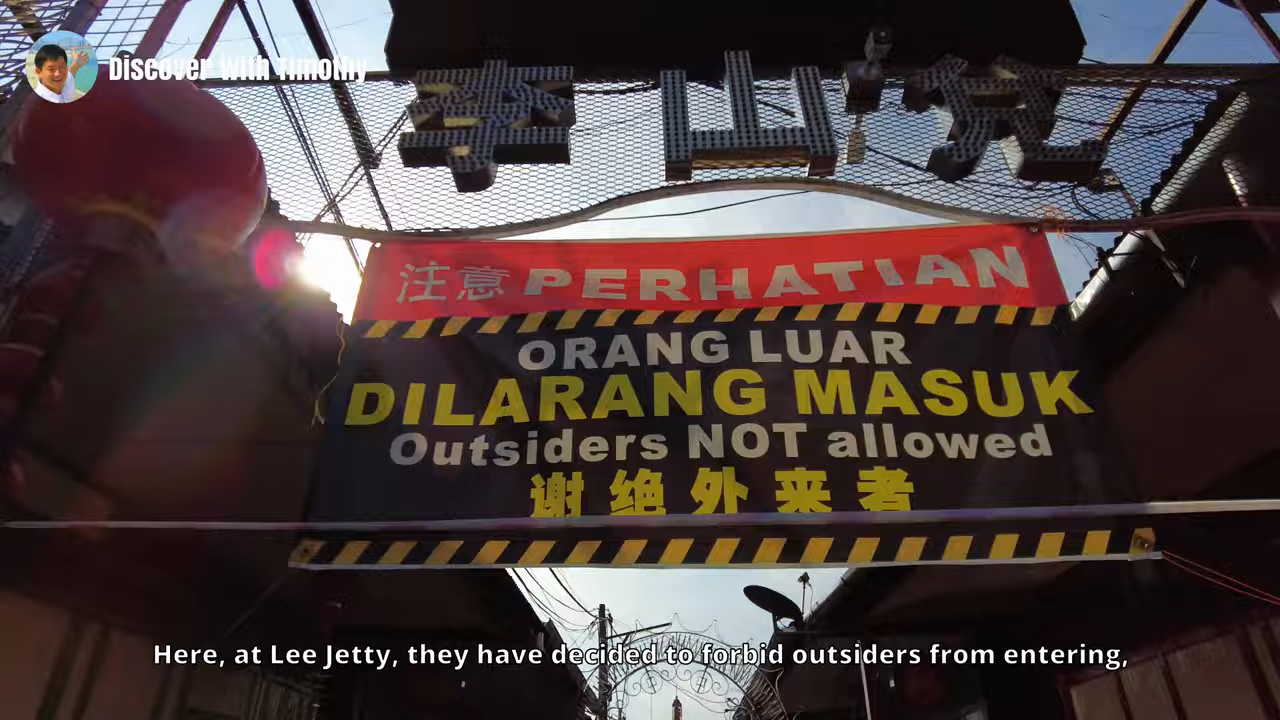 Discover With Timothy
李山兑
注意 PERHATIAN
ORANG LUAR
DILARANG MASUK
Outsiders NOT allowed
谢绝外来者
Here, at Lee Jetty, they have decided to forbid outsiders from entering,